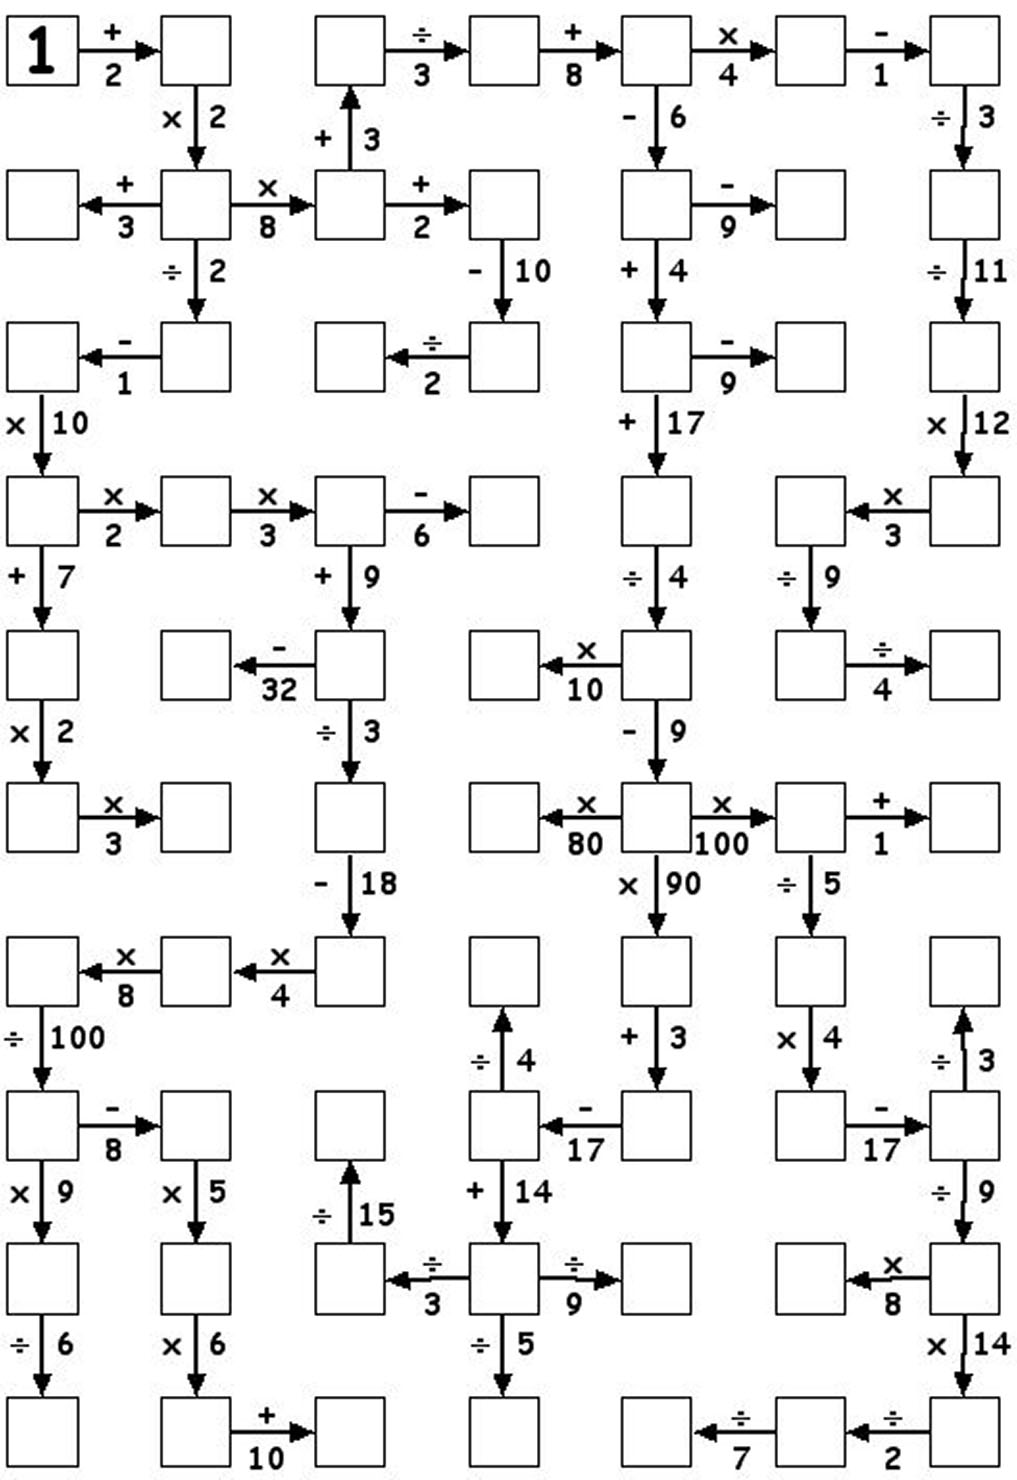 1 + 2 ÷ 3 + 8 × 4 - 1
× 2 + 3 - 6 ÷ 3
+ 3 × 8 + 2 - 9
÷ 2 - 10 + 4 ÷ 11
- 1 ÷ 2 - 9
× 10 + 17 × 12
× 2 × 3 - 6 × 3
+ 7 + 9 ÷ 4 ÷ 9
- 32 × 10 ÷ 4
× 2 ÷ 3 - 9
× 3 × 80 × 100 + 1
- 18 × 90 ÷ 5
× 8 × 4
÷ 100 ÷ 4 + 3 × 4 ÷ 3
- 8 - 17 - 17
× 9 × 5 ÷ 15 + 14 ÷ 9
÷ 3 ÷ 9 × 8
÷ 6 × 6 ÷ 5 × 14
+ 10 ÷ 7 ÷ 2